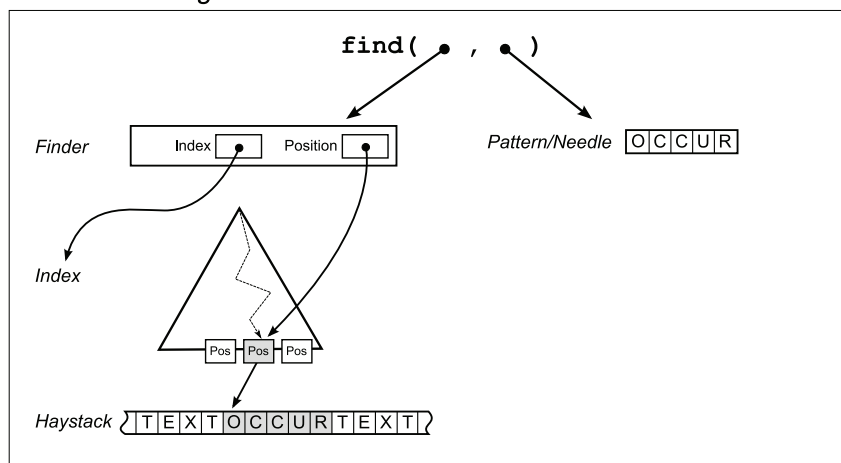 find( , )
Finder
Index
Position
Pattern/Needle
OCCUR
Index
Pos
Pos
Pos
Haystack
TEXTOCCURTEXT